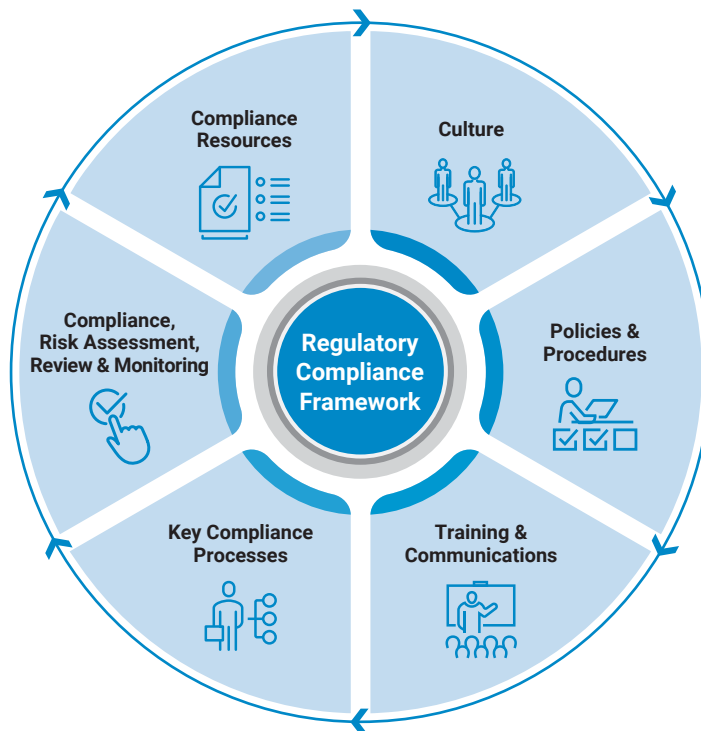 Compliance
Resources
Culture
Policies &
Procedures
Training &
Communications
Key Compliance
Processes
Compliance,
Risk Assessment,
Review & Monitoring
Regulatory
Compliance
Framework